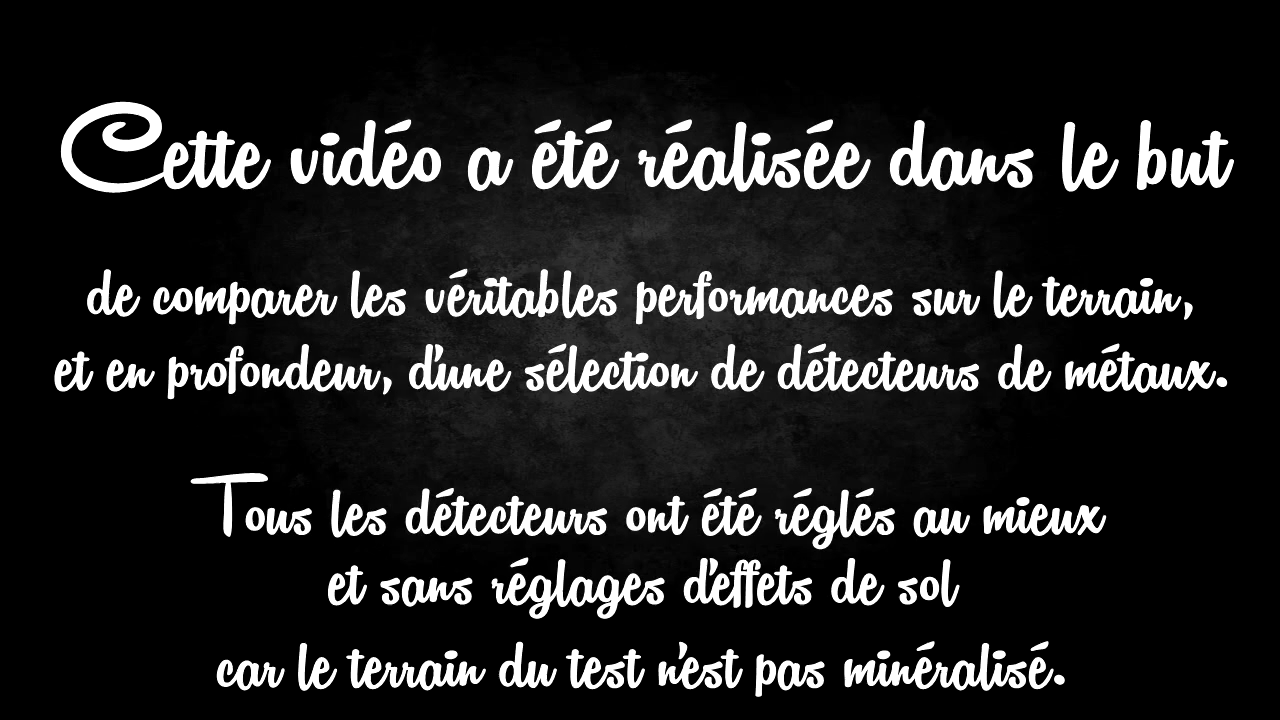 Cette vidéo a été réalisée dans le but
de comparer les véritables performances sur le terrain,
et en profondeur, d'une sélection de détecteurs de métaux.
Tous les détecteurs ont été réglés au mieux
et sans réglages d'effets de sol
car le terrain du test n'est pas minéralisé.